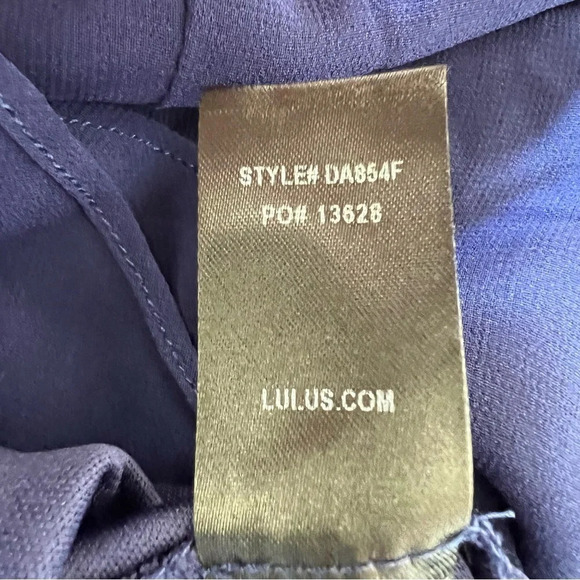 STYLE# DA854F
PO# 13628
LULUS.COM